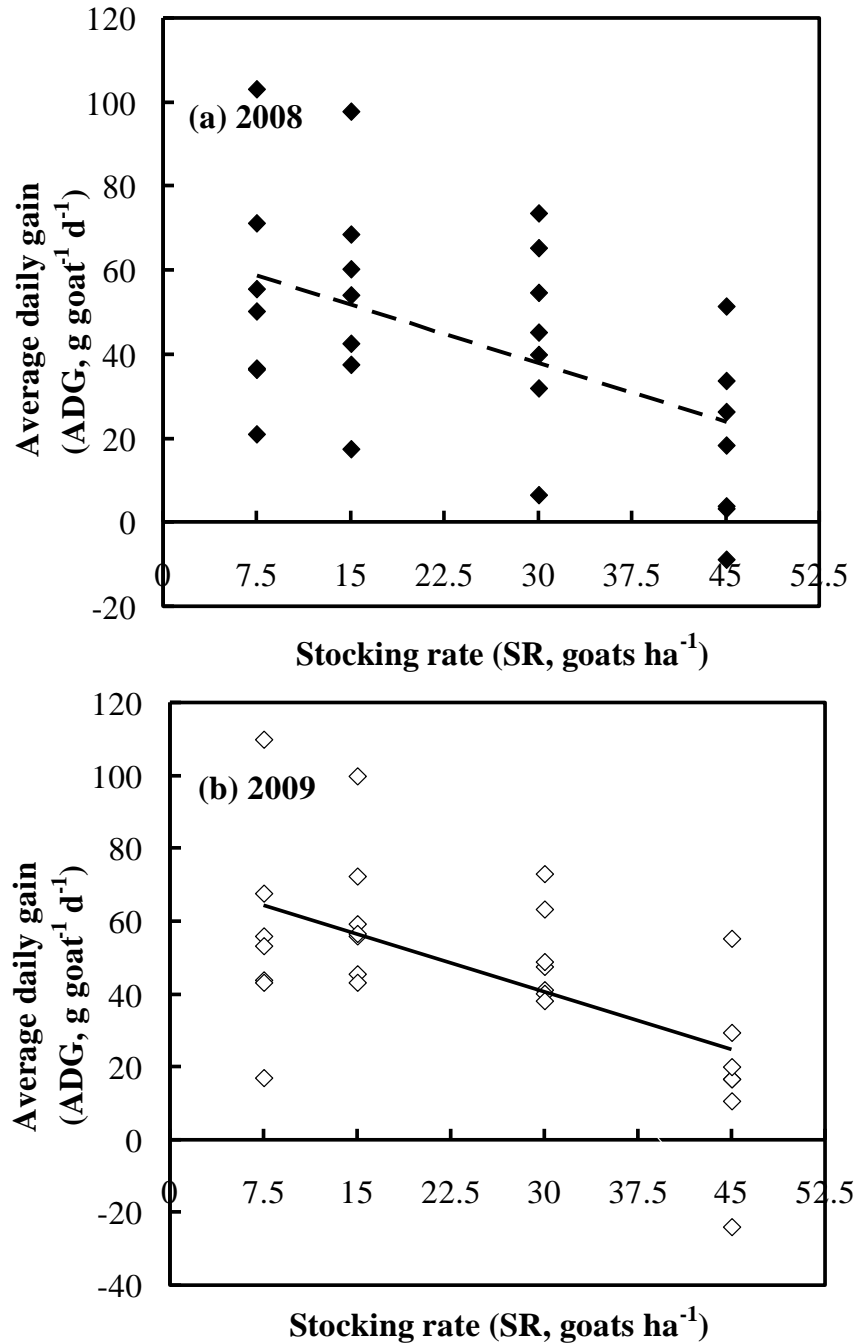 120
100
80
60
40
20
0
-20
(a) 2008
Average daily gain
(ADG, g goat⁻¹ d⁻¹)
0 7.5 15 22.5 30 37.5 45 52.5
Stocking rate (SR, goats ha⁻¹)
120
100
80
60
40
20
0
-20
-40
(b) 2009
Average daily gain
(ADG, g goat⁻¹ d⁻¹)
0 7.5 15 22.5 30 37.5 45 52.5
Stocking rate (SR, goats ha⁻¹)